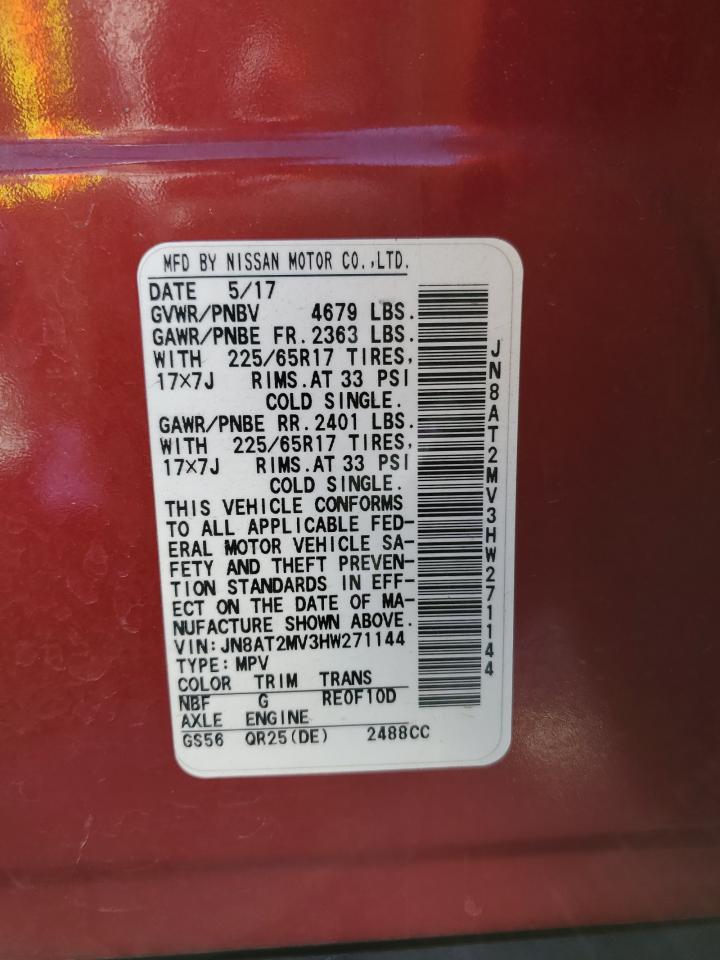 MFD BY NISSAN MOTOR CO.,LTD.
DATE 5/17
GVWR/PNBV 4679 LBS.
GAWR/PNBE FR. 2363 LBS.
WITH 225/65R17 TIRES,
17×7J RIMS.AT 33 PSI
COLD SINGLE.
GAWR/PNBE RR. 2401 LBS.
WITH 225/65R17 TIRES,
17×7J RIMS.AT 33 PSI
COLD SINGLE.
THIS VEHICLE CONFORMS
TO ALL APPLICABLE FED-
ERAL MOTOR VEHICLE SA-
FETY AND THEFT PREVEN-
TION STANDARDS IN EFF-
ECT ON THE DATE OF MA-
NUFACTURE SHOWN ABOVE.
VIN:JN8AT2MV3HW271144
TYPE:MPV
COLOR TRIM TRANS
NBF G RE0F10D
AXLE ENGINE
GS56 QR25(DE) 2488CC
JN8AT2MV3HW271144